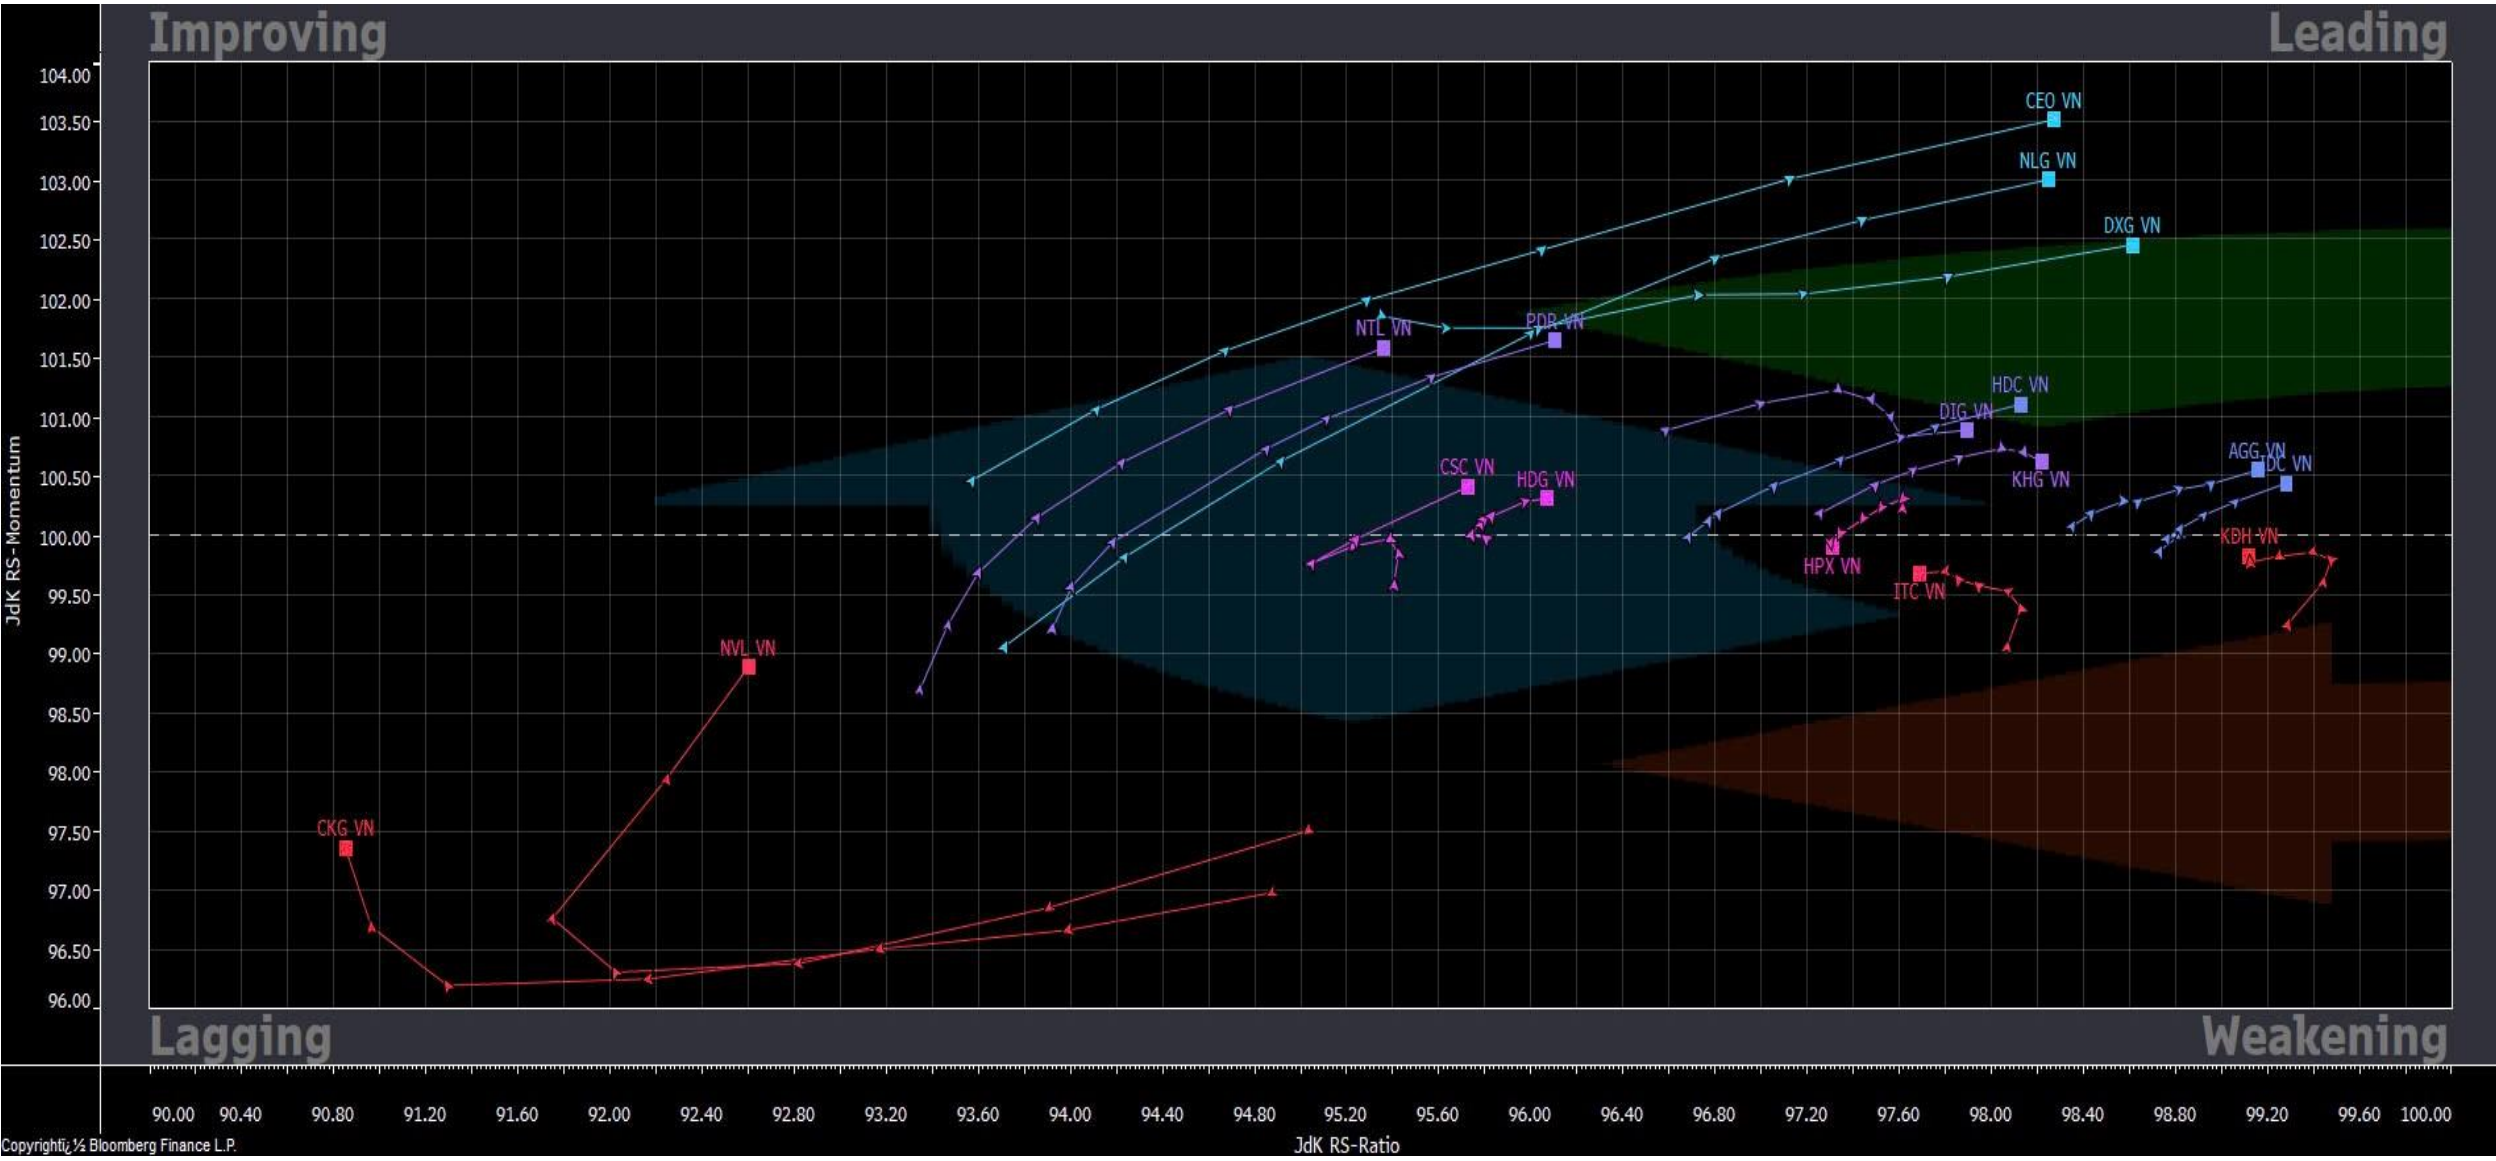 Improving
Leading
104.00
103.50
103.00
102.50
102.00
101.50
101.00
100.50
100.00
99.50
99.00
98.50
98.00
97.50
97.00
96.50
96.00
JdK RS-Momentum
CEO VN
NLG VN
DXG VN
NTL VN
PDR VN
HDC VN
DIG VN
AGG VN
IDC VN
CSC VN
HDG VN
KHG VN
KDH VN
HPX VN
ITC VN
NVL VN
CKG VN
Lagging
Weakening
90.00 90.40 90.80 91.20 91.60 92.00 92.40 92.80 93.20 93.60 94.00 94.40 94.80 95.20 95.60 96.00 96.40 96.80 97.20 97.60 98.00 98.40 98.80 99.20 99.60 100.00
JdK RS-Ratio
Copyrightï¿½ Bloomberg Finance L.P.